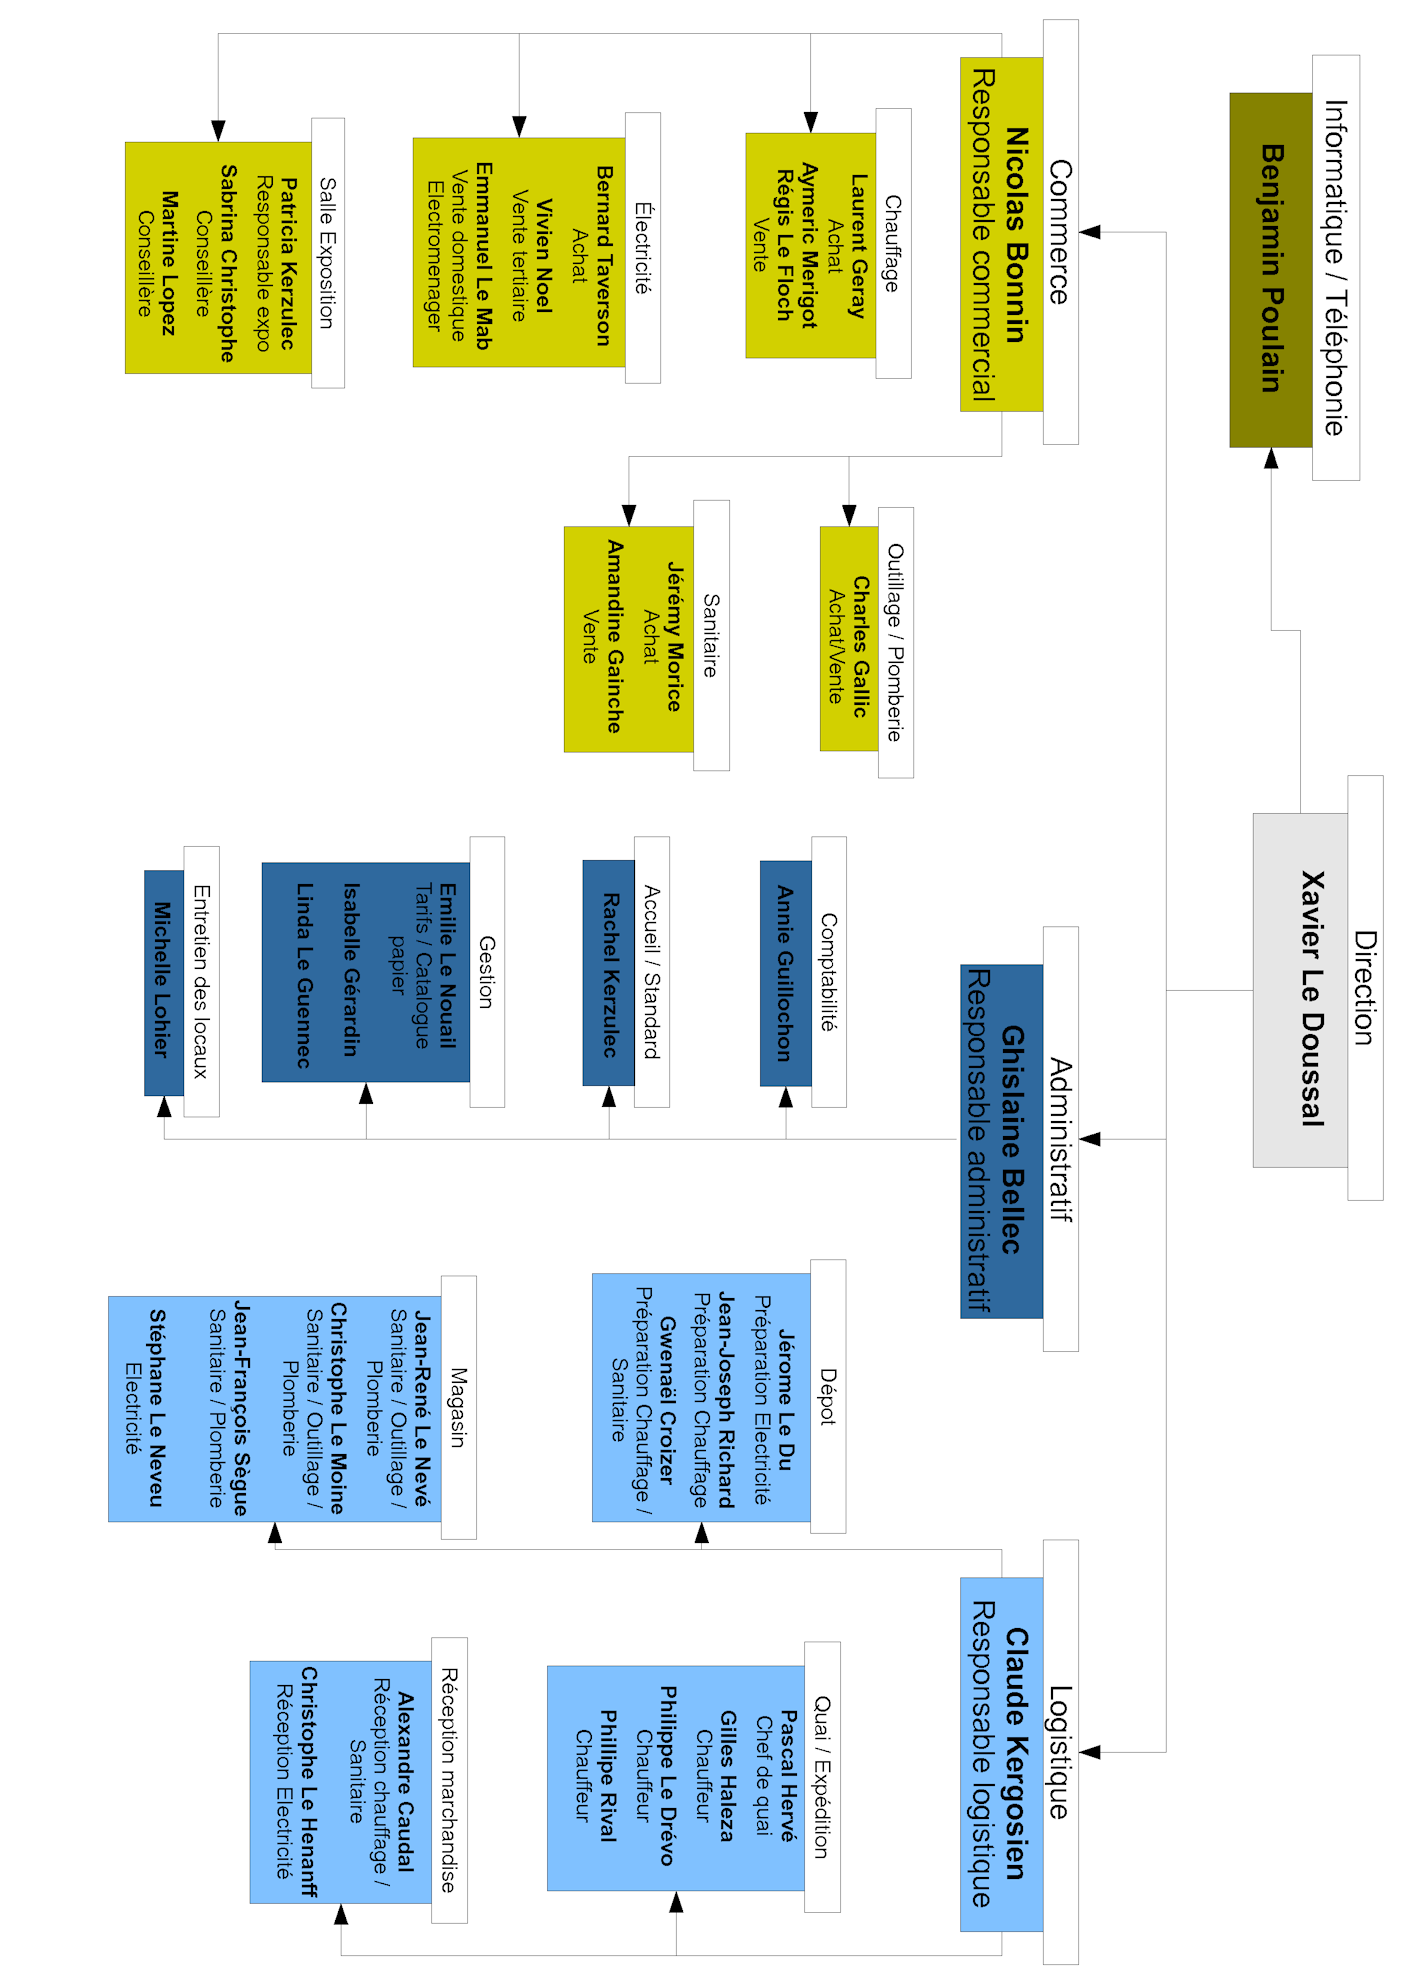 Direction
Xavier Le Doussal
Informatique / Téléphonie
Benjamin Poulain
Commerce
Nicolas Bonnin
Responsable commercial
Chauffage
Laurent Geray
Achat
Aymeric Merigot
Régis Le Floch
Vente
Électricité
Bernard Taverson
Achat
Vivien Noel
Vente tertiaire
Emmanuel Le Mab
Vente domestique
Electromenager
Salle Exposition
Patricia Kerzulec
Responsable expo
Sabrina Christophe
Conseillère
Martine Lopez
Conseillère
Outillage / Plomberie
Charles Gallic
Achat/Vente
Sanitaire
Jérémy Morice
Achat
Amandine Gainche
Vente
Administratif
Ghislaine Bellec
Responsable administratif
Comptabilité
Annie Guillochon
Accueil / Standard
Rachel Kerzulec
Gestion
Emilie Le Nouail
Tarifs / Catalogue
papier
Isabelle Gérardin
Linda Le Guennec
Entretien des locaux
Michelle Lohier
Logistique
Claude Kergosien
Responsable logistique
Dépot
Jérome Le Du
Préparation Electricité
Jean-Joseph Richard
Préparation Chauffage
Gwenaël Croizer
Préparation Chauffage /
Sanitaire
Magasin
Jean-René Le Nevé
Sanitaire / Outillage /
Plomberie
Christophe Le Moine
Sanitaire / Outillage /
Plomberie
Jean-François Sègue
Sanitaire / Plomberie
Stéphane Le Neveu
Electricité
Quai / Expédition
Pascal Hervé
Chef de quai
Gilles Haleza
Chauffeur
Philippe Le Drévo
Chauffeur
Phillipe Rival
Chauffeur
Réception marchandise
Alexandre Caudal
Réception chauffage /
Sanitaire
Christophe Le Henanff
Réception Electricité